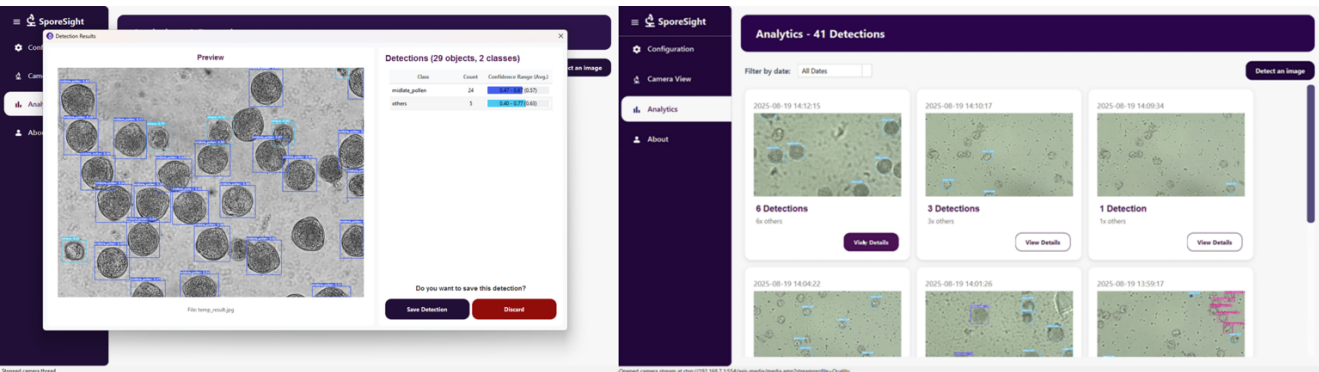 SporeSight
Detection Results
Preview
Detections (29 objects, 2 classes)
Class Count Confidence Range (Avg.)
midlate_pollen 24 0.47 - 0.87 (0.57)
others 5 0.40 - 0.77 (0.63)
File: temp_result.jpg
Do you want to save this detection?
Save Detection
Discard
Stopped camera thread
SporeSight
Configuration
Camera View
Analytics
About
Analytics - 41 Detections
Filter by date: All Dates
Detect an image
2025-08-19 14:12:15
6 Detections
6x others
View Details
2025-08-19 14:10:17
3 Detections
3x others
View Details
2025-08-19 14:09:34
1 Detection
1x others
View Details
2025-08-19 14:04:22
2025-08-19 14:01:26
2025-08-19 13:59:17